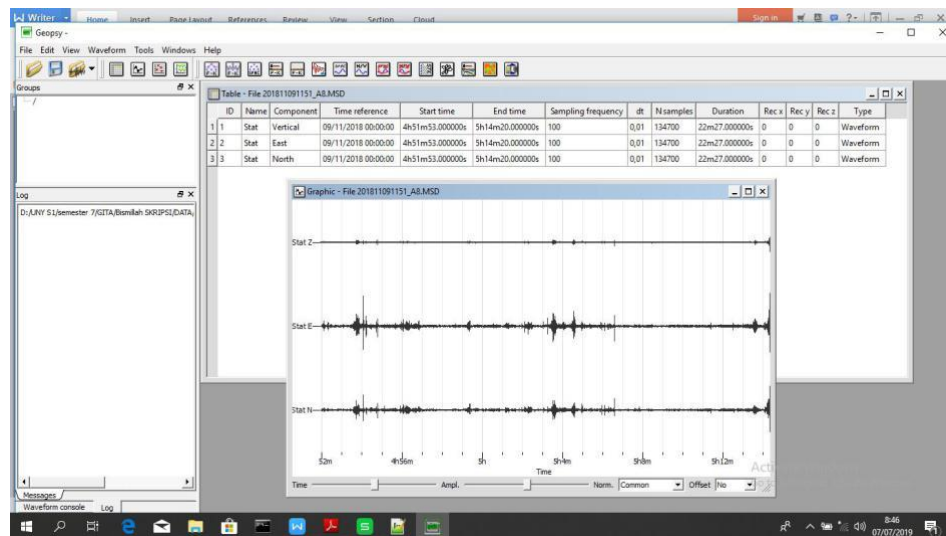 Writer Home Insert Page Layout References Review View Section Cloud Sign in
Geopsy -
File Edit View Waveform Tools Windows Help
Groups
/
Table - File 201811091151_A8.MSD
ID Name Component Time reference Start time End time Sampling frequency dt N samples Duration Rec x Rec y Rec z Type
1 1 Stat Vertical 09/11/2018 00:00:00 4h51m53.000000s 5h14m20.000000s 100 0,01 134700 22m27.000000s 0 0 0 Waveform
2 2 Stat East 09/11/2018 00:00:00 4h51m53.000000s 5h14m20.000000s 100 0,01 134700 22m27.000000s 0 0 0 Waveform
3 3 Stat North 09/11/2018 00:00:00 4h51m53.000000s 5h14m20.000000s 100 0,01 134700 22m27.000000s 0 0 0 Waveform
Log
D:/UNY S1/semester 7/GITA/Bismillah SKRIPSI/DATA,
Graphic - File 201811091151_A8.MSD
Stat Z
Stat E
Stat N
52m 4h56m 5h 5h4m 5h8m 5h12m
Time
Time Ampl. Norm. Common Offset No
Messages
Waveform console Log
8:46
07/07/2019